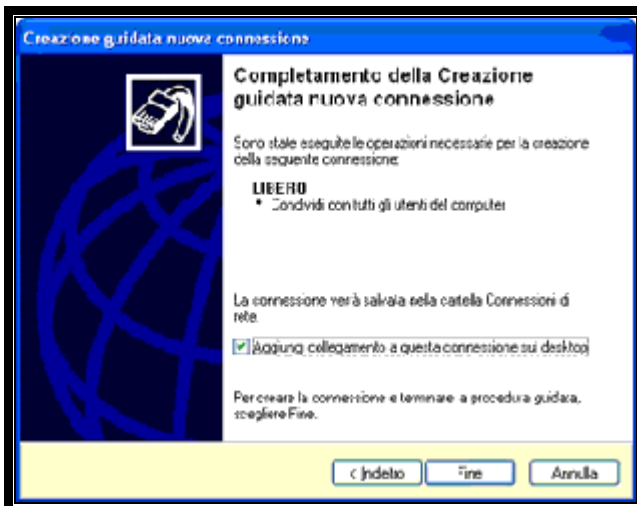 Creazione guidata nuova connessione
Completamento della Creazione
guidata nuova connessione
Sono state eseguite le operazioni necessarie per la creazione
della seguente connessione:
LIBERO
• Condividi con tutti gli utenti del computer
La connessione verrà salvata nella cartella Connessioni di
rete.
Aggiungi collegamento a questa connessione sul desktop
Per creare la connessione e terminare la procedura guidata,
scegliere Fine.
< Indietro
Fine
Annulla